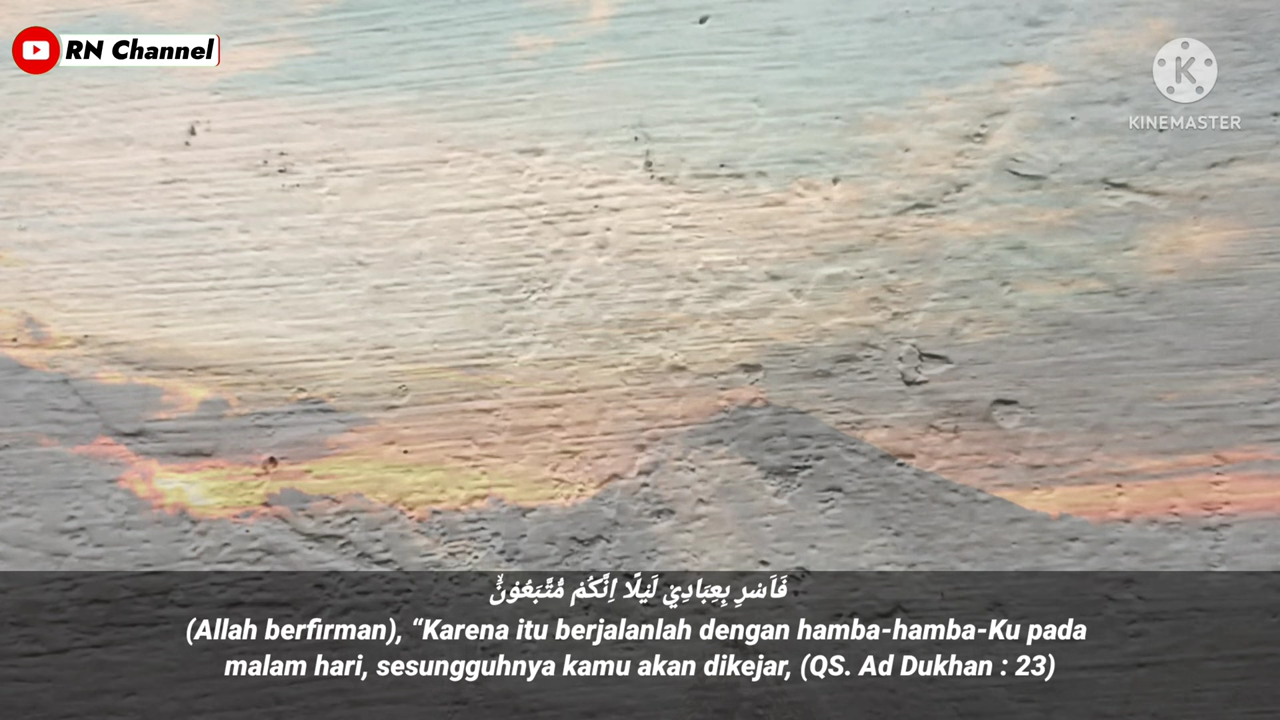 RN Channel
KINEMASTER
فَاَسْرِ بِعِبَادِيْ لَيْلًا اِنَّكُمْ مُّتَّبَعُوْنَۙ
(Allah berfirman), “Karena itu berjalanlah dengan hamba-hamba-Ku pada
malam hari, sesungguhnya kamu akan dikejar, (QS. Ad Dukhan : 23)